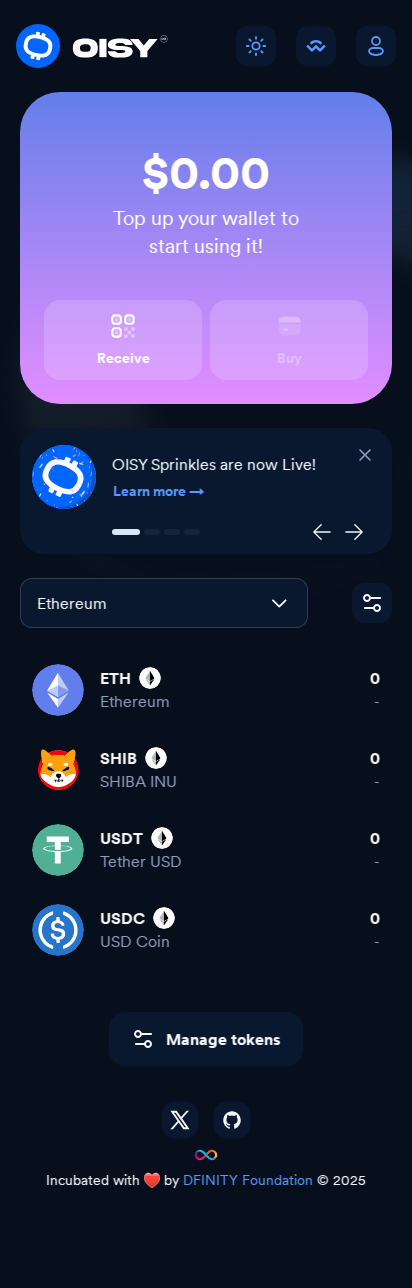 OISY
$0.00
Top up your wallet to
start using it!
Receive
Buy
OISY Sprinkles are now Live!
Learn more →
Ethereum
ETH
0
Ethereum
-
SHIB
0
SHIBA INU
-
USDT
0
Tether USD
-
USDC
0
USD Coin
-
Manage tokens
Incubated with ❤️ by DFINITY Foundation © 2025